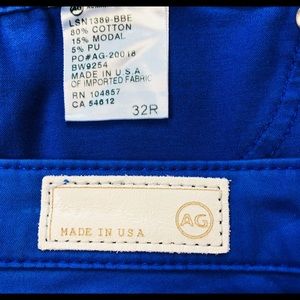 AG
LSN1389-BBE
80% COTTON
15% MODAL
5% PU
PO#AG-20018
BW9254
MADE IN U.S.A
OF IMPORTED FABRIC
RN 104857
CA 54612
32R
AG
MADE IN USA